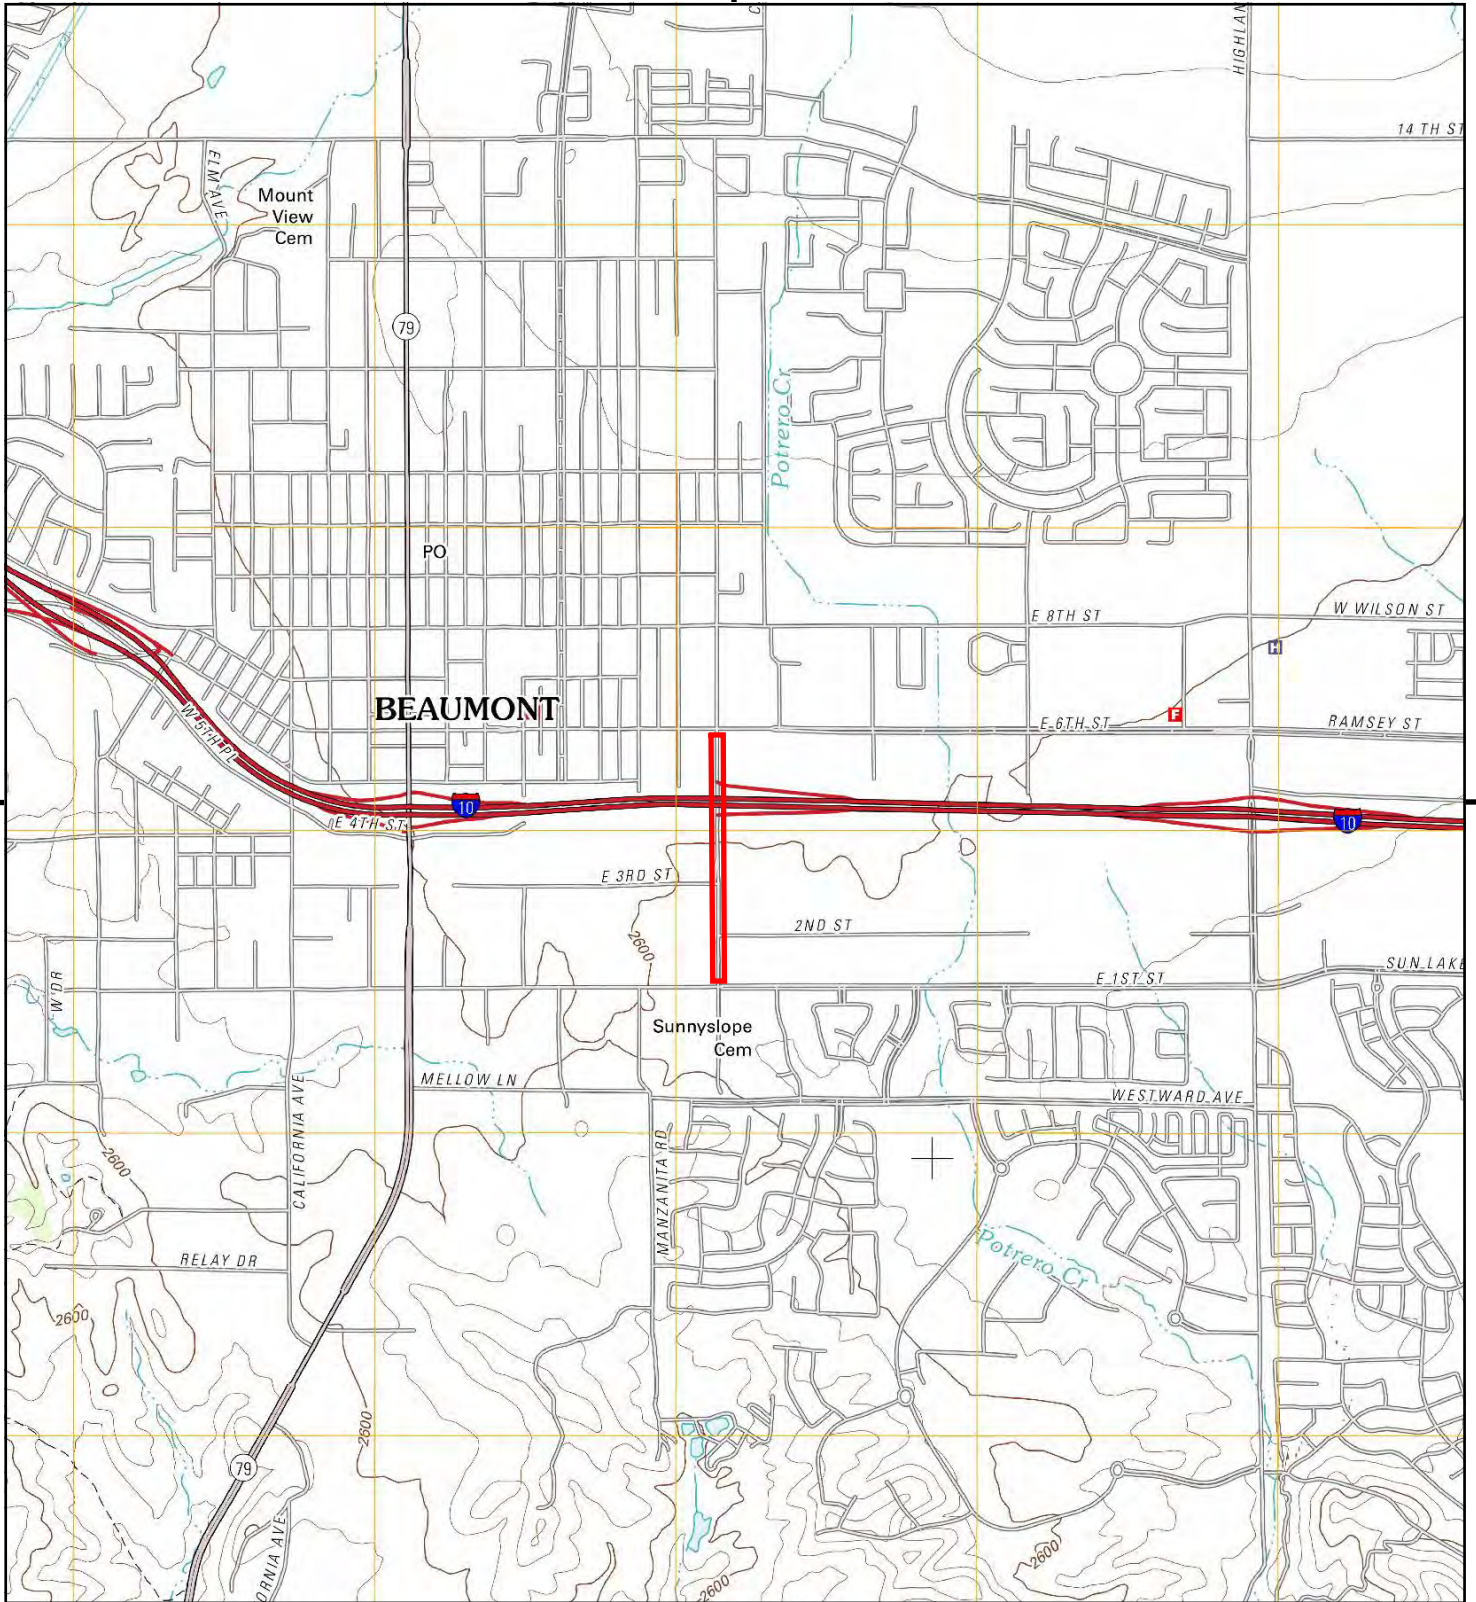 HIGHLAN
14 TH ST
ELM AVE
Mount
View
Cem
79
Potrero Cr
PO
E 8TH ST
W WILSON ST
H
BEAUMONT
W 5TH PL
F
E 6TH ST
RAMSEY ST
10
10
E 4TH ST
E 3RD ST
2ND ST
2600
W DR
E 1ST ST
SUN LAKE
Sunnyslope
Cem
MELLOW LN
WESTWARD AVE
CALIFORNIA AVE
2600
MANZANITA RD
RELAY DR
Potrero Cr
2600
2600
79
ORNIA AVE
2600
2600